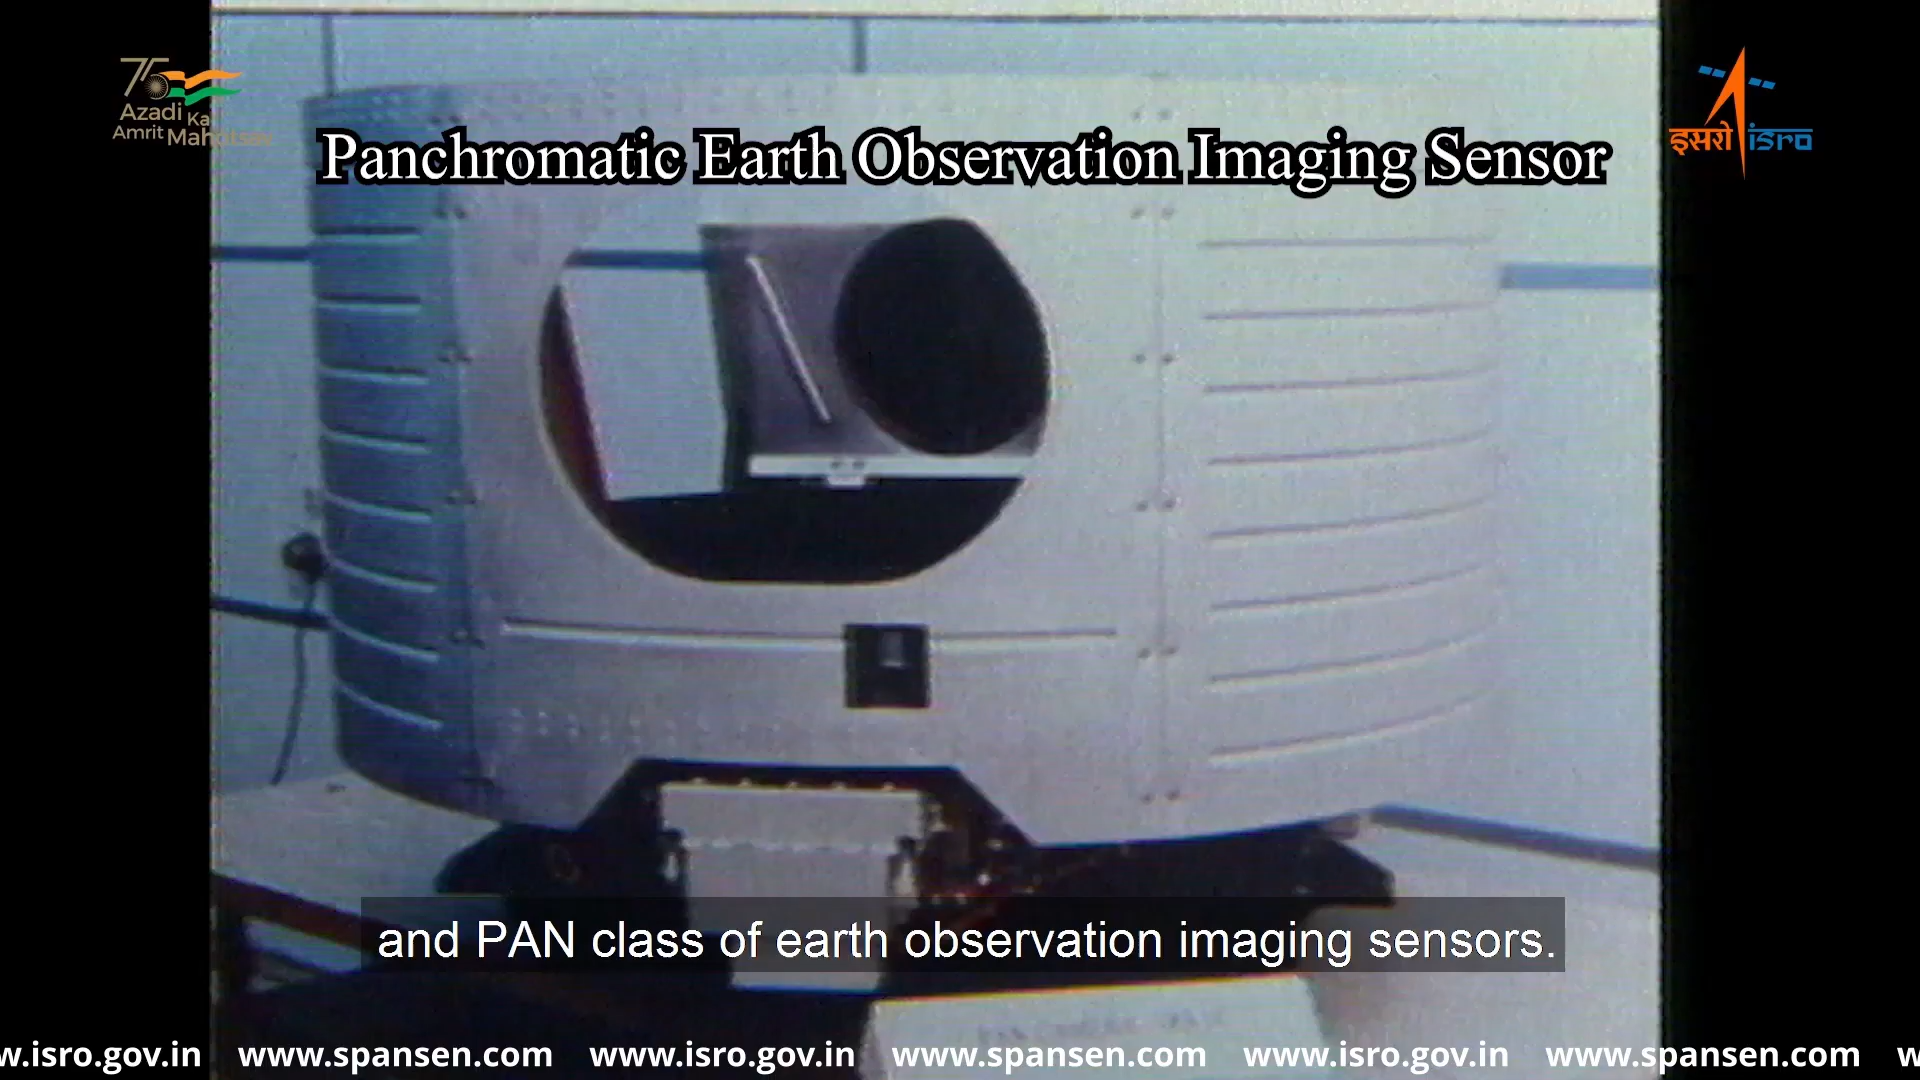 75
Azadi
Ka
Amrit
Panchromatic Earth Observation Imaging Sensor
इसरो isro
and PAN class of earth observation imaging sensors.
w.isro.gov.in www.spansen.com www.isro.gov.in www.spansen.com www.isro.gov.in www.spansen.com w